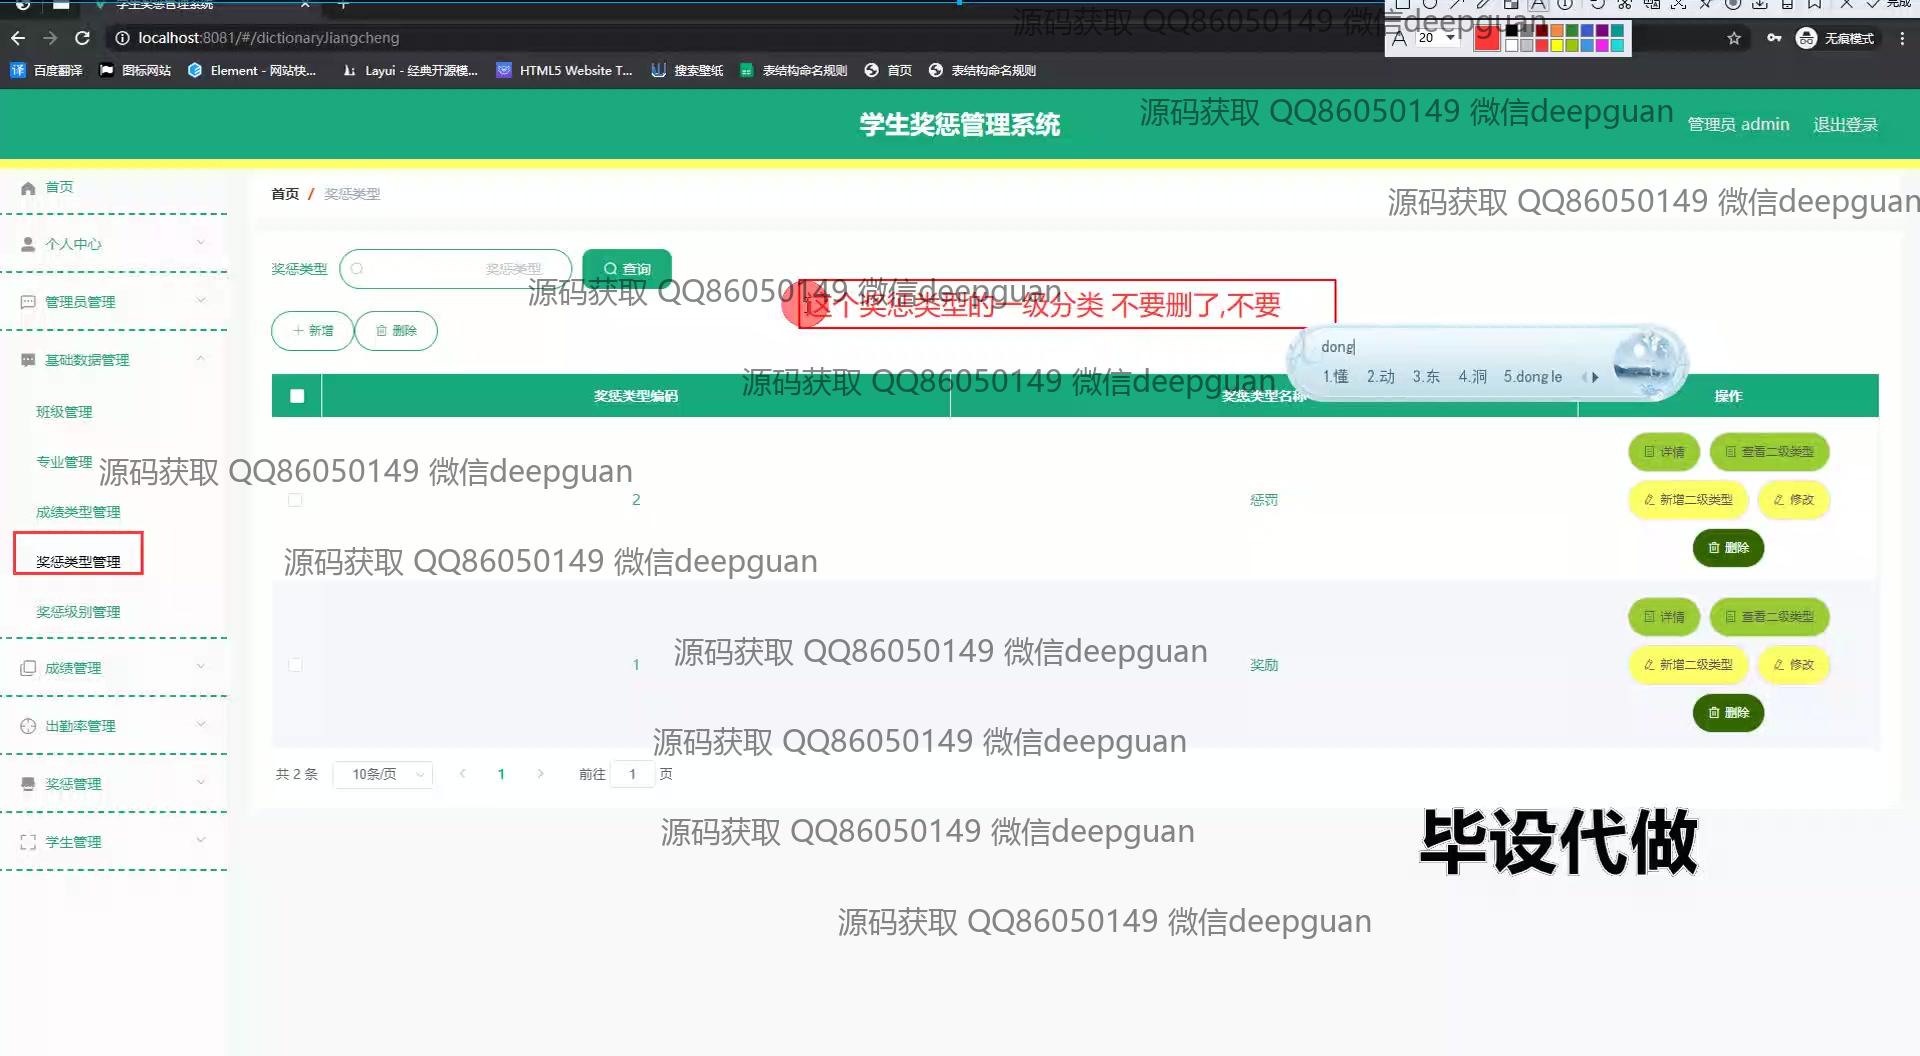 学生奖惩管理系统
完成
源码获取 QQ86050149 微信deepguan
localhost:8081/#/dictionaryJiangcheng
A 20
无痕模式
百度翻译 图标网站 Element - 网站快... Layui - 经典开源模... HTML5 Website T... 搜索壁纸 表结构命名规则 首页 表结构命名规则
源码获取 QQ86050149 微信deepguan
学生奖惩管理系统
管理员 admin 退出登录
首页
首页 / 奖惩类型
源码获取 QQ86050149 微信deepguan
个人中心
奖惩类型 奖惩类型 查询
源码获取 QQ86050149 微信deepguan
管理员管理
这个奖惩类型的一级分类 不要删了,不要
新增 删除
dong
1.懂 2.动 3.东 4.洞 5.dong le
基础数据管理
源码获取 QQ86050149 微信deepguan
奖惩类型编码 奖惩类型名称 操作
班级管理
专业管理
源码获取 QQ86050149 微信deepguan
详情 查看二级类型
2 惩罚 新增二级类型 修改
成绩类型管理
删除
奖惩类型管理
源码获取 QQ86050149 微信deepguan
奖惩级别管理
详情 查看二级类型
源码获取 QQ86050149 微信deepguan
1 奖励 新增二级类型 修改
成绩管理
删除
出勤率管理
源码获取 QQ86050149 微信deepguan
共 2 条 10条/页 1 前往 1 页
奖惩管理
源码获取 QQ86050149 微信deepguan
学生管理
毕设代做
源码获取 QQ86050149 微信deepguan